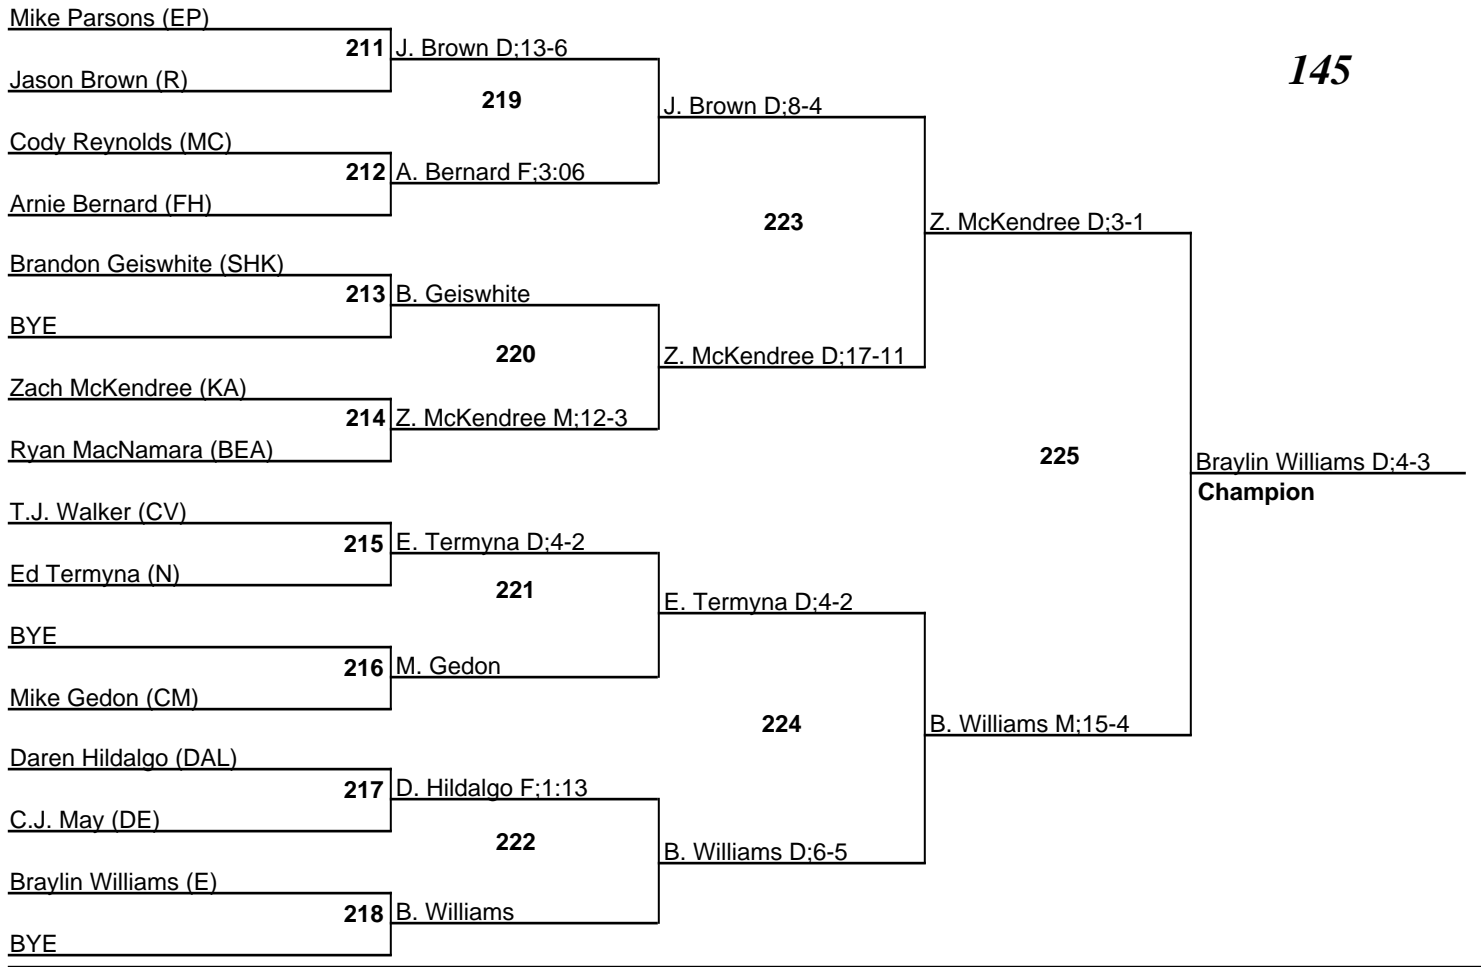 Mike Parsons (EP)
211 J. Brown D;13-6
145
Jason Brown (R)
219
J. Brown D;8-4
Cody Reynolds (MC)
212 A. Bernard F;3:06
Arnie Bernard (FH)
223
Z. McKendree D;3-1
Brandon Geiswhite (SHK)
213 B. Geiswhite
BYE
220
Z. McKendree D;17-11
Zach McKendree (KA)
214 Z. McKendree M;12-3
Ryan MacNamara (BEA)
225
Braylin Williams D;4-3
Champion
T.J. Walker (CV)
215 E. Termyna D;4-2
Ed Termyna (N)
221
E. Termyna D;4-2
BYE
216 M. Gedon
Mike Gedon (CM)
224
B. Williams M;15-4
Daren Hildalgo (DAL)
217 D. Hildalgo F;1:13
C.J. May (DE)
222
B. Williams D;6-5
Braylin Williams (E)
218 B. Williams
BYE